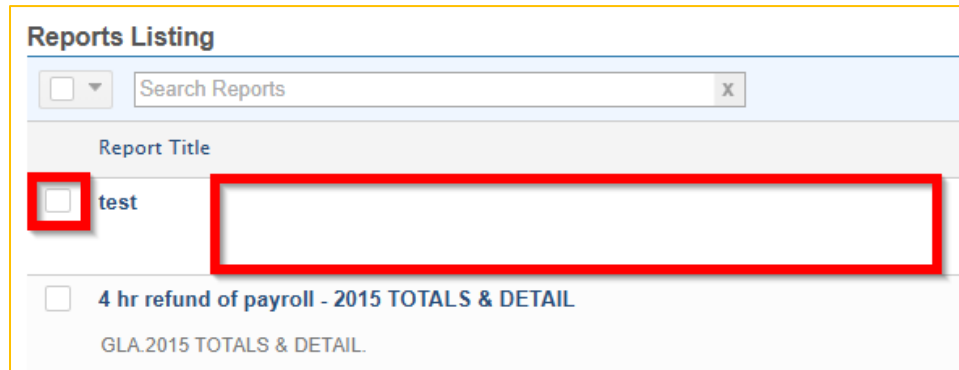 Reports Listing
Search Reports x
Report Title
test
4 hr refund of payroll - 2015 TOTALS & DETAIL
GLA.2015 TOTALS & DETAIL.